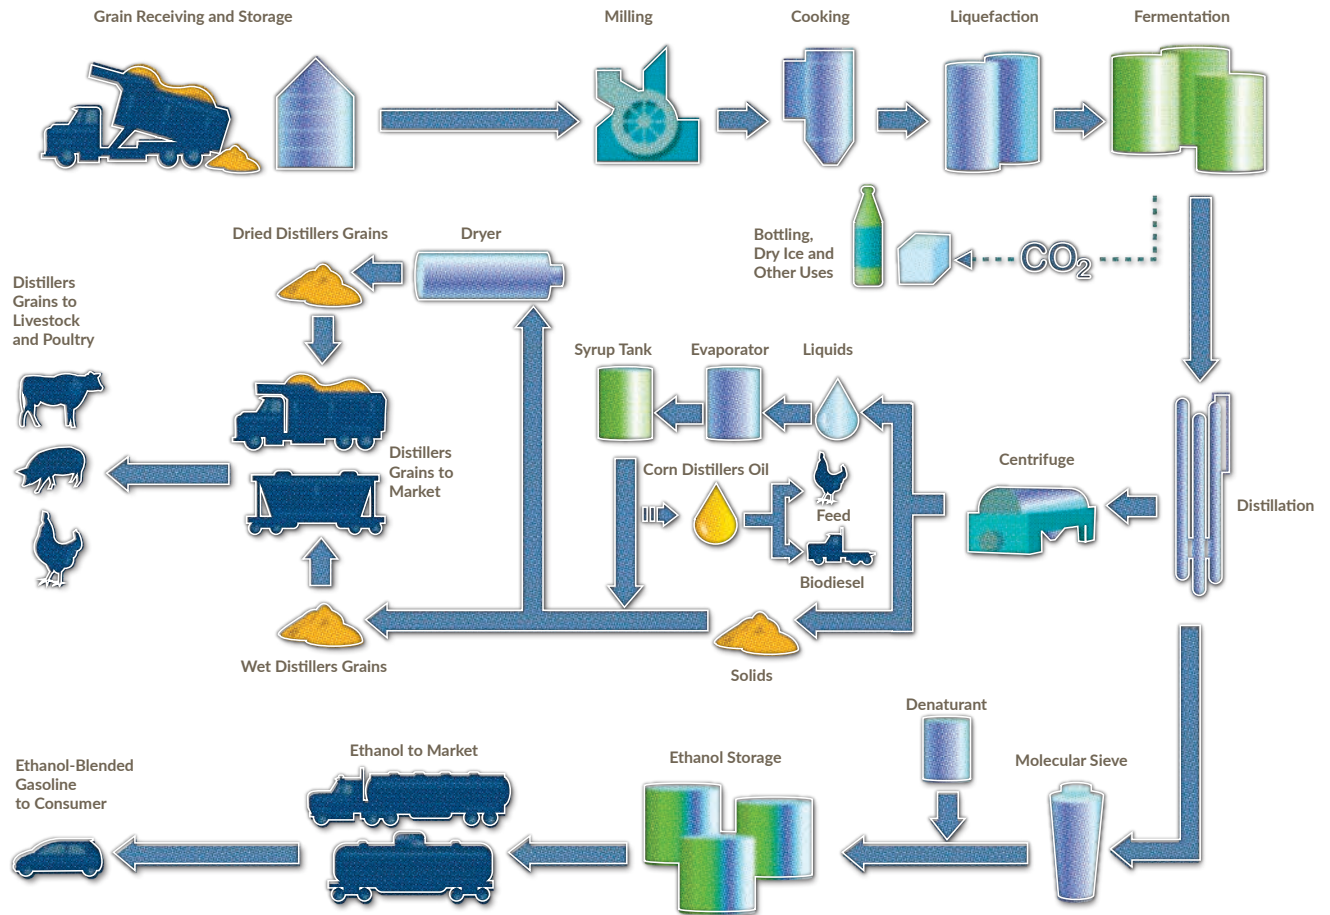 Grain Receiving and Storage
Milling
Cooking
Liquefaction
Fermentation
Bottling,
Dry Ice and
Other Uses
CO₂
Dried Distillers Grains
Dryer
Distillers
Grains to
Livestock
and Poultry
Syrup Tank
Evaporator
Liquids
Distillers
Grains to
Market
Corn Distillers Oil
Feed
Biodiesel
Centrifuge
Distillation
Wet Distillers Grains
Solids
Denaturant
Molecular Sieve
Ethanol Storage
Ethanol to Market
Ethanol-Blended
Gasoline
to Consumer